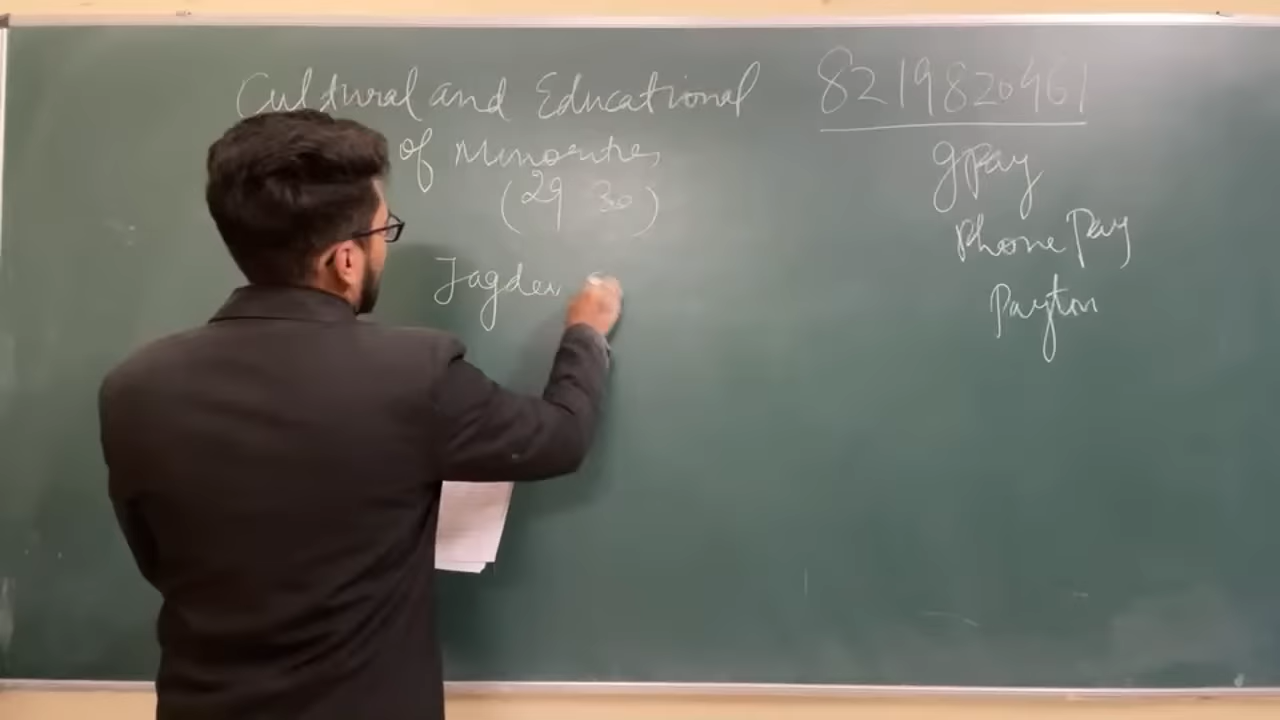 Cultural and Educational
of Minorities
(29 30)
Jagdev S
8219820461
gpay
Phone Pay
Paytm